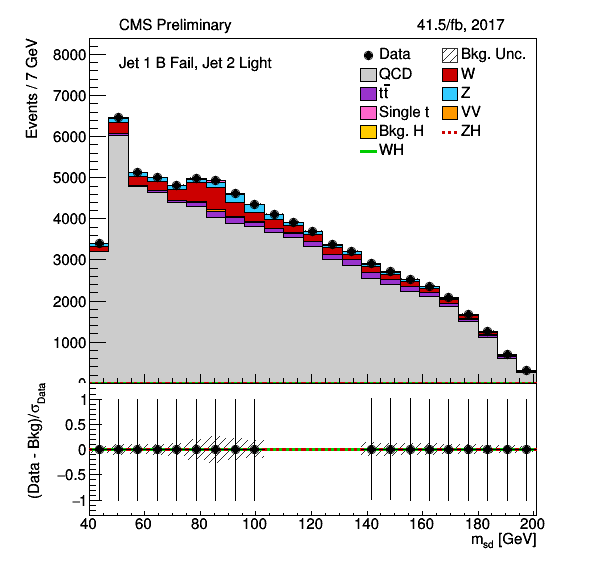 CMS Preliminary 41.5/fb, 2017
Events / 7 GeV
Jet 1 B Fail, Jet 2 Light
Data
Bkg. Unc.
QCD
W
tt̅
Z
Single t
VV
Bkg. H
ZH
WH
8000
7000
6000
5000
4000
3000
2000
1000
0
(Data - Bkg)/σData
1
0.5
0
−0.5
−1
40 60 80 100 120 140 160 180 200
msd [GeV]